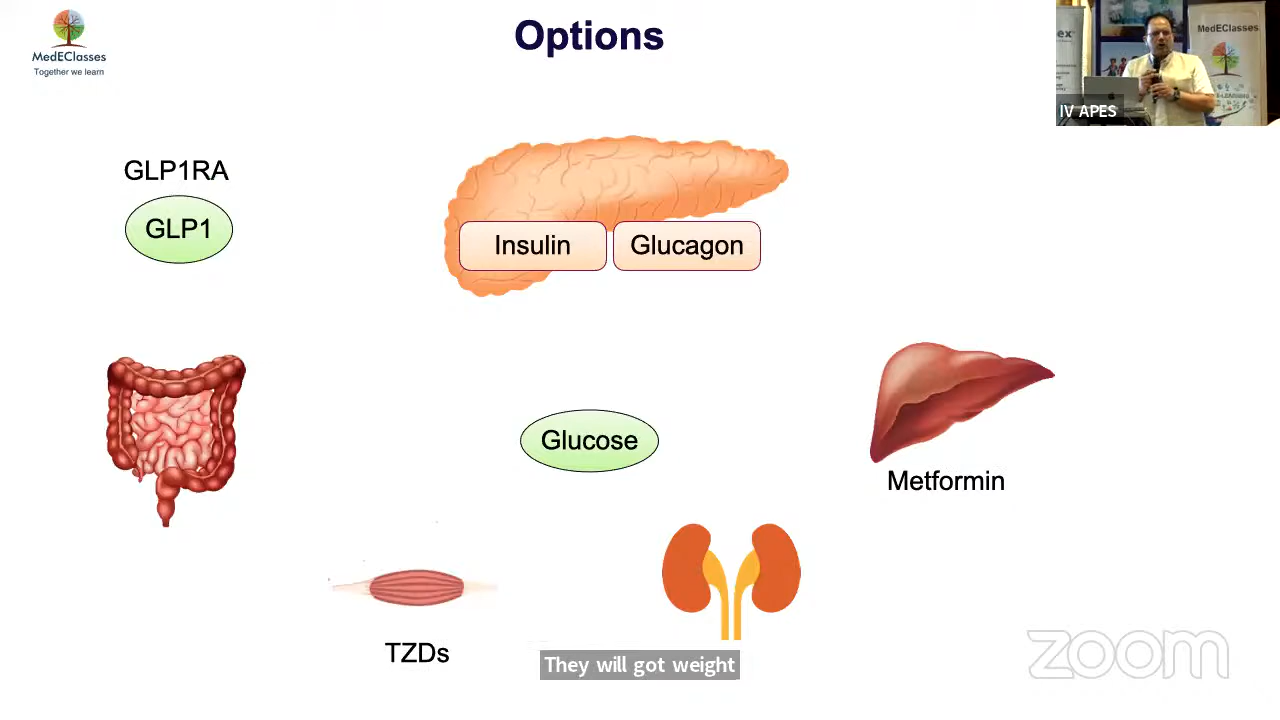 MedEClasses
Together we learn
Options
MedEClasses
IV APES
GLP1RA
GLP1
Insulin
Glucagon
Glucose
Metformin
TZDs
They will got weight
zoom